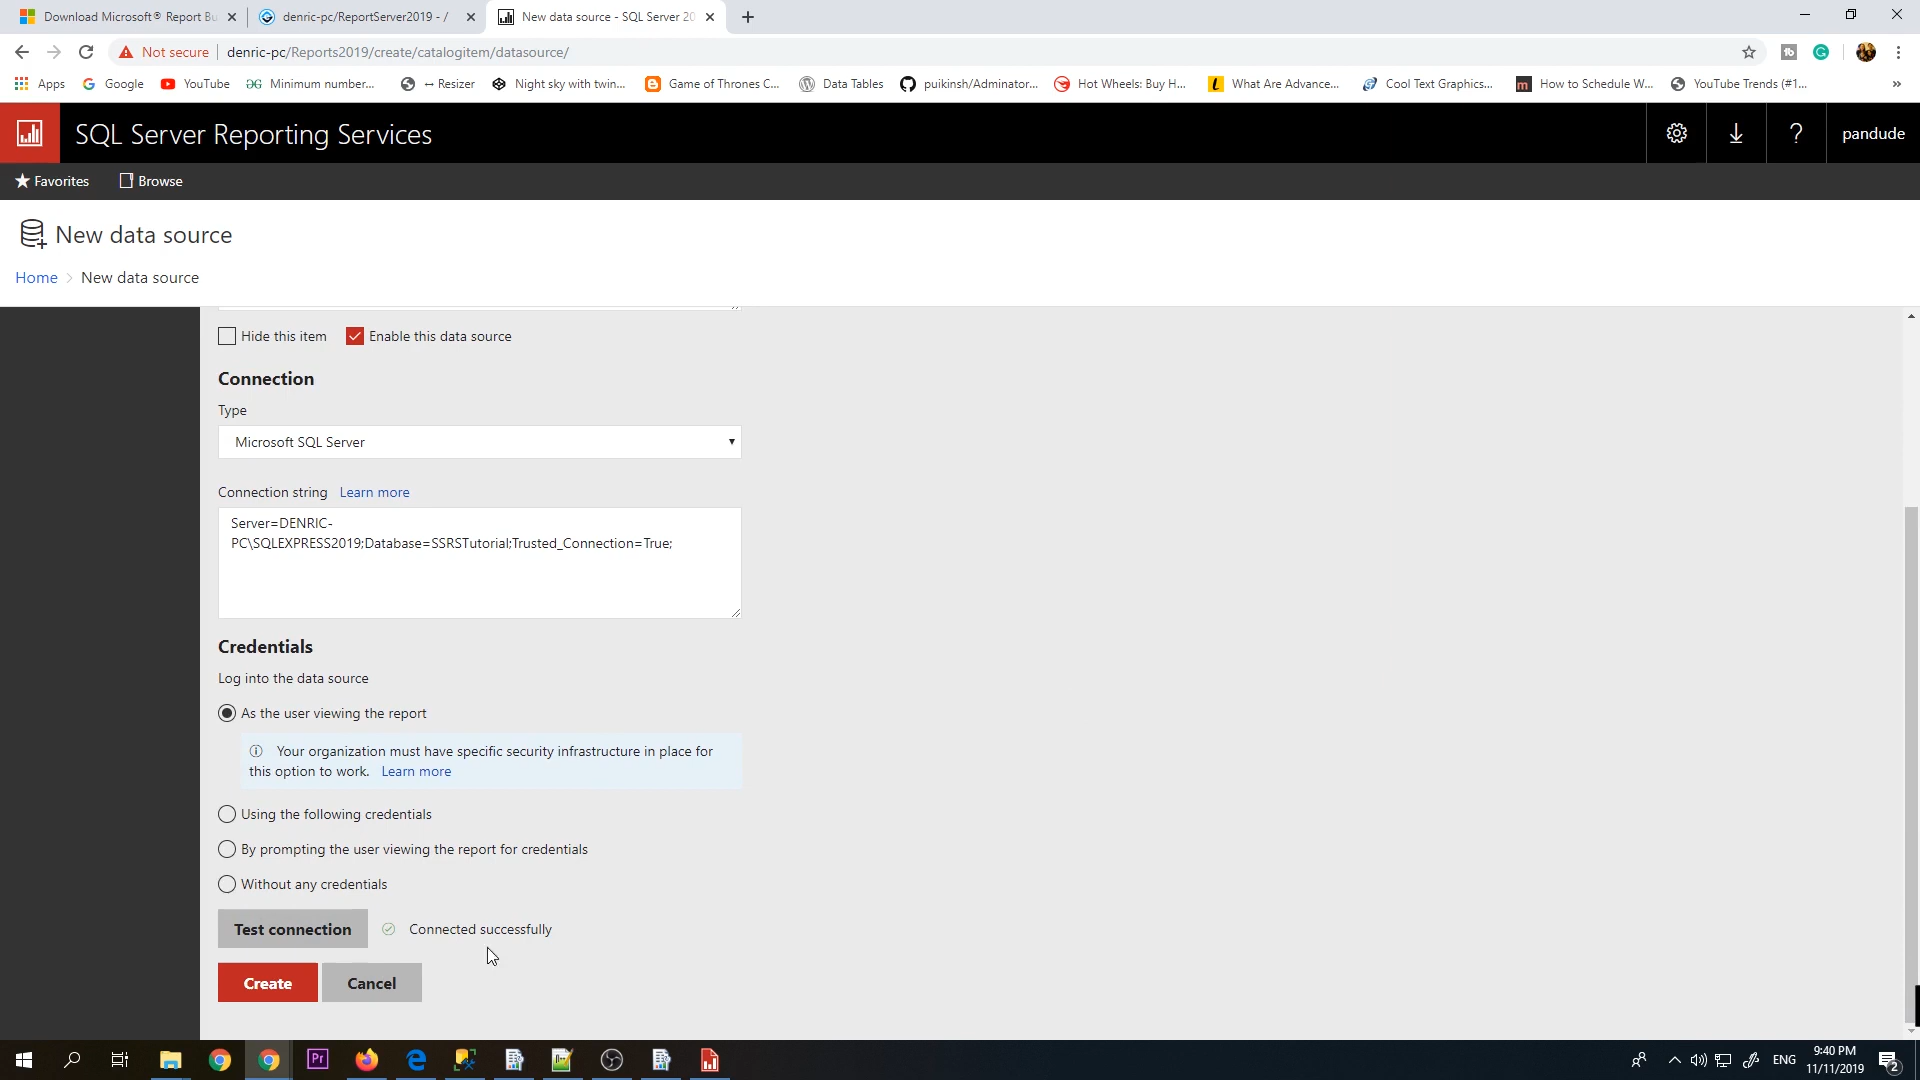 Download Microsoft® Report Bu
denric-pc/ReportServer2019 - /
New data source - SQL Server 20
Not secure
denric-pc/Reports2019/create/catalogitem/datasource/
Apps
Google
YouTube
Minimum number...
↔ Resizer
Night sky with twin...
Game of Thrones C...
Data Tables
puikinsh/Adminator...
Hot Wheels: Buy H...
What Are Advance...
Cool Text Graphics...
How to Schedule W...
YouTube Trends (#1...
»
SQL Server Reporting Services
?
pandude
Favorites
Browse
New data source
Home > New data source
Hide this item
Enable this data source
Connection
Type
Microsoft SQL Server
Connection string Learn more
Server=DENRIC-
PC\SQLEXPRESS2019;Database=SSRSTutorial;Trusted_Connection=True;
Credentials
Log into the data source
As the user viewing the report
Your organization must have specific security infrastructure in place for
this option to work. Learn more
Using the following credentials
By prompting the user viewing the report for credentials
Without any credentials
Test connection
Connected successfully
Create
Cancel
Pr
ENG
9:40 PM
11/11/2019
2